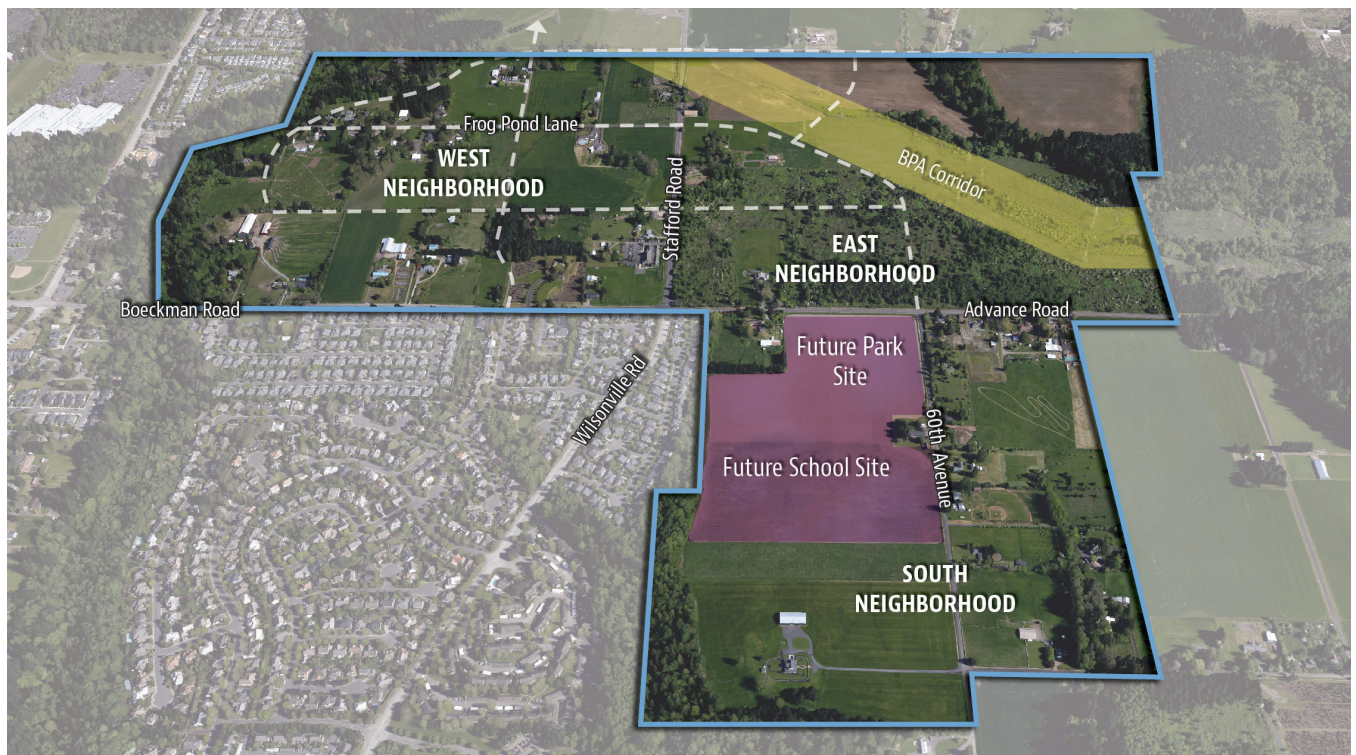 Frog Pond Lane
WEST
NEIGHBORHOOD
Stafford Road
BPA Corridor
EAST
NEIGHBORHOOD
Boeckman Road
Advance Road
Future Park
Site
Wilsonville Rd
60th Avenue
Future School Site
SOUTH
NEIGHBORHOOD